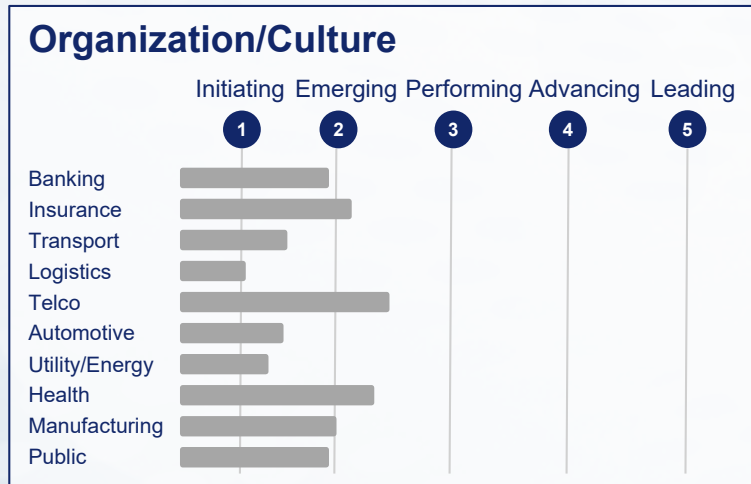 Organization/Culture
Initiating Emerging Performing Advancing Leading
1 2 3 4 5
Banking
Insurance
Transport
Logistics
Telco
Automotive
Utility/Energy
Health
Manufacturing
Public